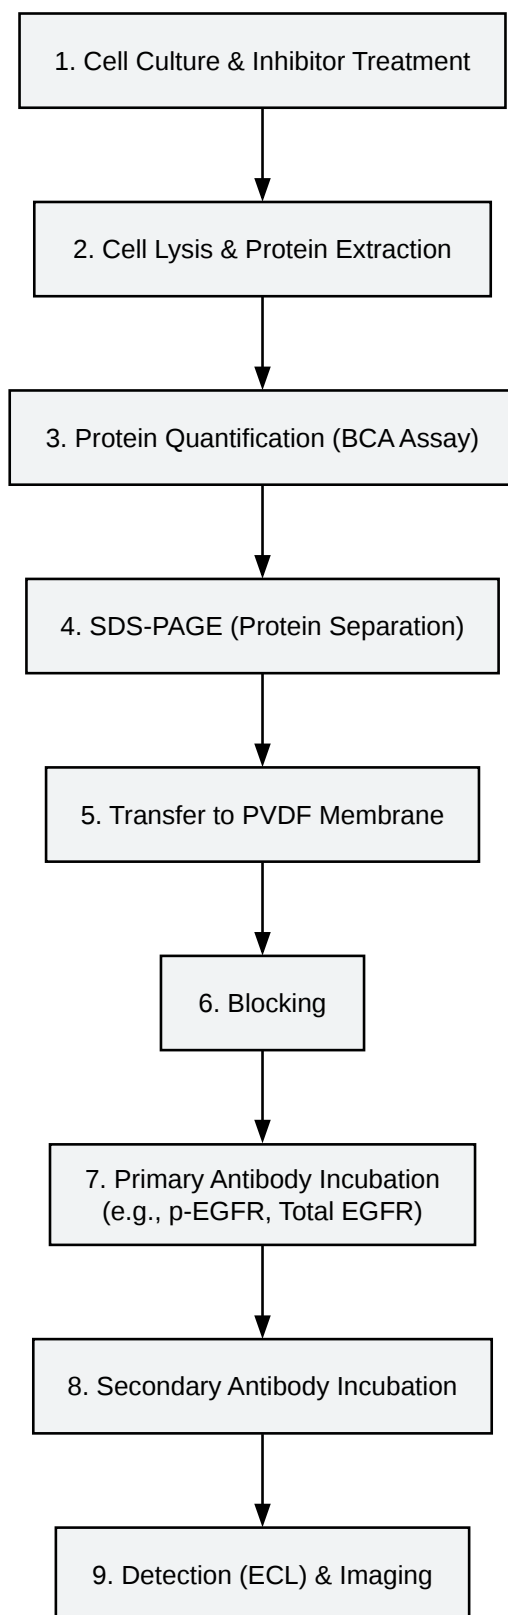 1. Cell Culture & Inhibitor Treatment
2. Cell Lysis & Protein Extraction
3. Protein Quantification (BCA Assay)
4. SDS-PAGE (Protein Separation)
5. Transfer to PVDF Membrane
6. Blocking
7. Primary Antibody Incubation
(e.g., p-EGFR, Total EGFR)
8. Secondary Antibody Incubation
9. Detection (ECL) & Imaging